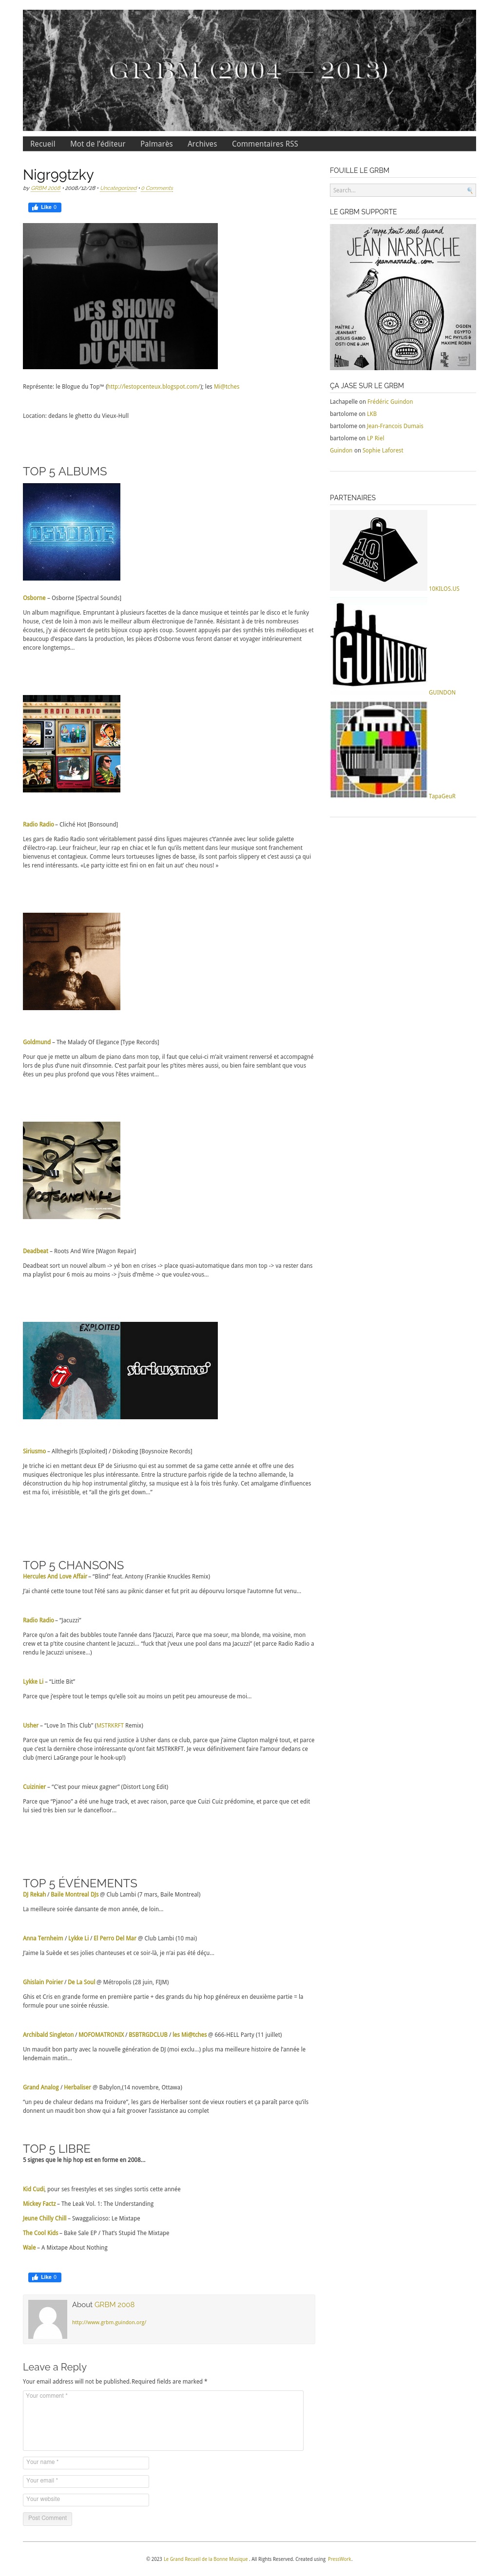 GRBM (2004 — 2013)
Recueil Mot de l'éditeur Palmarès Archives Commentaires RSS
Nigr99tzky
by GRBM 2008 • 2008/12/28 • Uncategorized • 0 Comments
Like 0
DES SHOWS
QUI ONT
DU CHIEN!
Représente: le Blogue du Top™ (http://lestopcenteux.blogspot.com/); les Mi@tches
Location: dedans le ghetto du Vieux-Hull
TOP 5 ALBUMS
OSBORNE
Osborne – Osborne [Spectral Sounds]
Un album magnifique. Empruntant à plusieurs facettes de la dance musique et teintés par le disco et le funky
house, c'est de loin à mon avis le meilleur album électronique de l'année. Résistant à de très nombreuses
écoutes, j'y ai découvert de petits bijoux coup après coup. Souvent appuyés par des synthés très mélodiques et
beaucoup d'espace dans la production, les pièces d'Osborne vous feront danser et voyager intérieurement
encore longtemps…
RADIO RADIO
Radio Radio – Cliché Hot [Bonsound]
Les gars de Radio Radio sont véritablement passé dins ligues majeures c't'année avec leur solide galette
d'électro-rap. Leur fraicheur, leur rap en chiac et le fun qu'ils mettent dans leur musique sont franchement
bienvenus et contagieux. Comme leurs tortueuses lignes de basse, ils sont parfois slippery et c'est aussi ça qui
les rend intéressants. «Le party icitte est fini on en fait un aut' cheu nous! »
Goldmund – The Malady Of Elegance [Type Records]
Pour que je mette un album de piano dans mon top, il faut que celui-ci m'ait vraiment renversé et accompagné
lors de plus d'une nuit d'insomnie. C'est parfait pour les p'tites mères aussi, ou bien faire semblant que vous
êtes un peu plus profond que vous l'êtes vraiment…
Roots and Wire
Deadbeat – Roots And Wire [Wagon Repair]
Deadbeat sort un nouvel album -> yé bon en crises -> place quasi-automatique dans mon top -> va rester dans
ma playlist pour 6 mois au moins -> j'suis d'même -> que voulez-vous…
EXPLOITED
siriusmo
Siriusmo – Allthegirls [Exploited] / Diskoding [Boysnoize Records]
Je triche ici en mettant deux EP de Siriusmo qui est au sommet de sa game cette année et offre une des
musiques électronique les plus intéressante. Entre la structure parfois rigide de la techno allemande, la
déconstruction du hip hop instrumental glitchy, sa musique est à la fois très funky. Cet amalgame d'influences
est ma foi, irrésistible, et "all the girls get down…"
TOP 5 CHANSONS
Hercules And Love Affair – "Blind" feat. Antony (Frankie Knuckles Remix)
J'ai chanté cette toune tout l'été sans au piknic danser et fut prit au dépourvu lorsque l'automne fut venu…
Radio Radio – "Jacuzzi"
Parce qu'on a fait des bubbles toute l'année dans l'Jacuzzi, Parce que ma soeur, ma blonde, ma voisine, mon
crew et ta p'tite cousine chantent le Jacuzzi… "fuck that j'veux une pool dans ma Jacuzzi" (et parce Radio Radio a
rendu le Jacuzzi unisexe…)
Lykke Li – "Little Bit"
Parce que j'espère tout le temps qu'elle soit au moins un petit peu amoureuse de moi…
Usher – "Love In This Club" (MSTRKRFT Remix)
Parce que un remix de feu qui rend justice à Usher dans ce club, parce que j'aime Clapton malgré tout, et parce
que c'est la dernière chose intéressante qu'ont fait MSTRKRFT. Je veux définitivement faire l'amour dedans ce
club (merci LaGrange pour le hook-up!)
Cuizinier – "C'est pour mieux gagner" (Distort Long Edit)
Parce que "Pjanoo" a été une huge track, et avec raison, parce que Cuizi Cuiz prédomine, et parce que cet edit
lui sied très bien sur le dancefloor…
TOP 5 ÉVÉNEMENTS
DJ Rekah / Baile Montreal DJs @ Club Lambi (7 mars, Baile Montreal)
La meilleure soirée dansante de mon année, de loin…
Anna Ternheim / Lykke Li / El Perro Del Mar @ Club Lambi (10 mai)
J'aime la Suède et ses jolies chanteuses et ce soir-là, je n'ai pas été déçu…
Ghislain Poirier / De La Soul @ Métropolis (28 juin, FIJM)
Ghis et Cris en grande forme en première partie + des grands du hip hop généreux en deuxième partie = la
formule pour une soirée réussie.
Archibald Singleton / MOFOMATRONIX / BSBTRGDCLUB / les Mi@tches @ 666-HELL Party (11 juillet)
Un maudit bon party avec la nouvelle génération de DJ (moi exclu…) plus ma meilleure histoire de l'année le
lendemain matin…
Grand Analog / Herbaliser @ Babylon,(14 novembre, Ottawa)
"un peu de chaleur dedans ma froidure", les gars de Herbaliser sont de vieux routiers et ça paraît parce qu'ils
donnent un maudit bon show qui a fait groover l'assistance au complet
TOP 5 LIBRE
5 signes que le hip hop est en forme en 2008…
Kid Cudi, pour ses freestyles et ses singles sortis cette année
Mickey Factz – The Leak Vol. 1: The Understanding
Jeune Chilly Chill – Swaggalicioso: Le Mixtape
The Cool Kids – Bake Sale EP / That's Stupid The Mixtape
Wale – A Mixtape About Nothing
Like 0
About GRBM 2008
http://www.grbm.guindon.org/
Leave a Reply
Your email address will not be published.Required fields are marked *
Your comment *
Your name *
Your email *
Your website
Post Comment
FOUILLE LE GRBM
Search...
LE GRBM SUPPORTE
j'rappe tout seul quand
JEAN NARRACHE
jeannarrache.com
MAÎTRE J
JEANBART
JESUS GABBO
OSTI ONE & JAM
OGDEN
EGYPTO
MC PHYLUS &
MAXIME ROBIN
ÇA JASE SUR LE GRBM
Lachapelle on Frédéric Guindon
bartolome on LKB
bartolome on Jean-Francois Dumais
bartolome on LP Riel
Guindon on Sophie Laforest
PARTENAIRES
10
KILOS.US
10KILOS.US
GUINDON
GUINDON
TapaGeuR
© 2023 Le Grand Recueil de la Bonne Musique . All Rights Reserved. Created using PressWork.